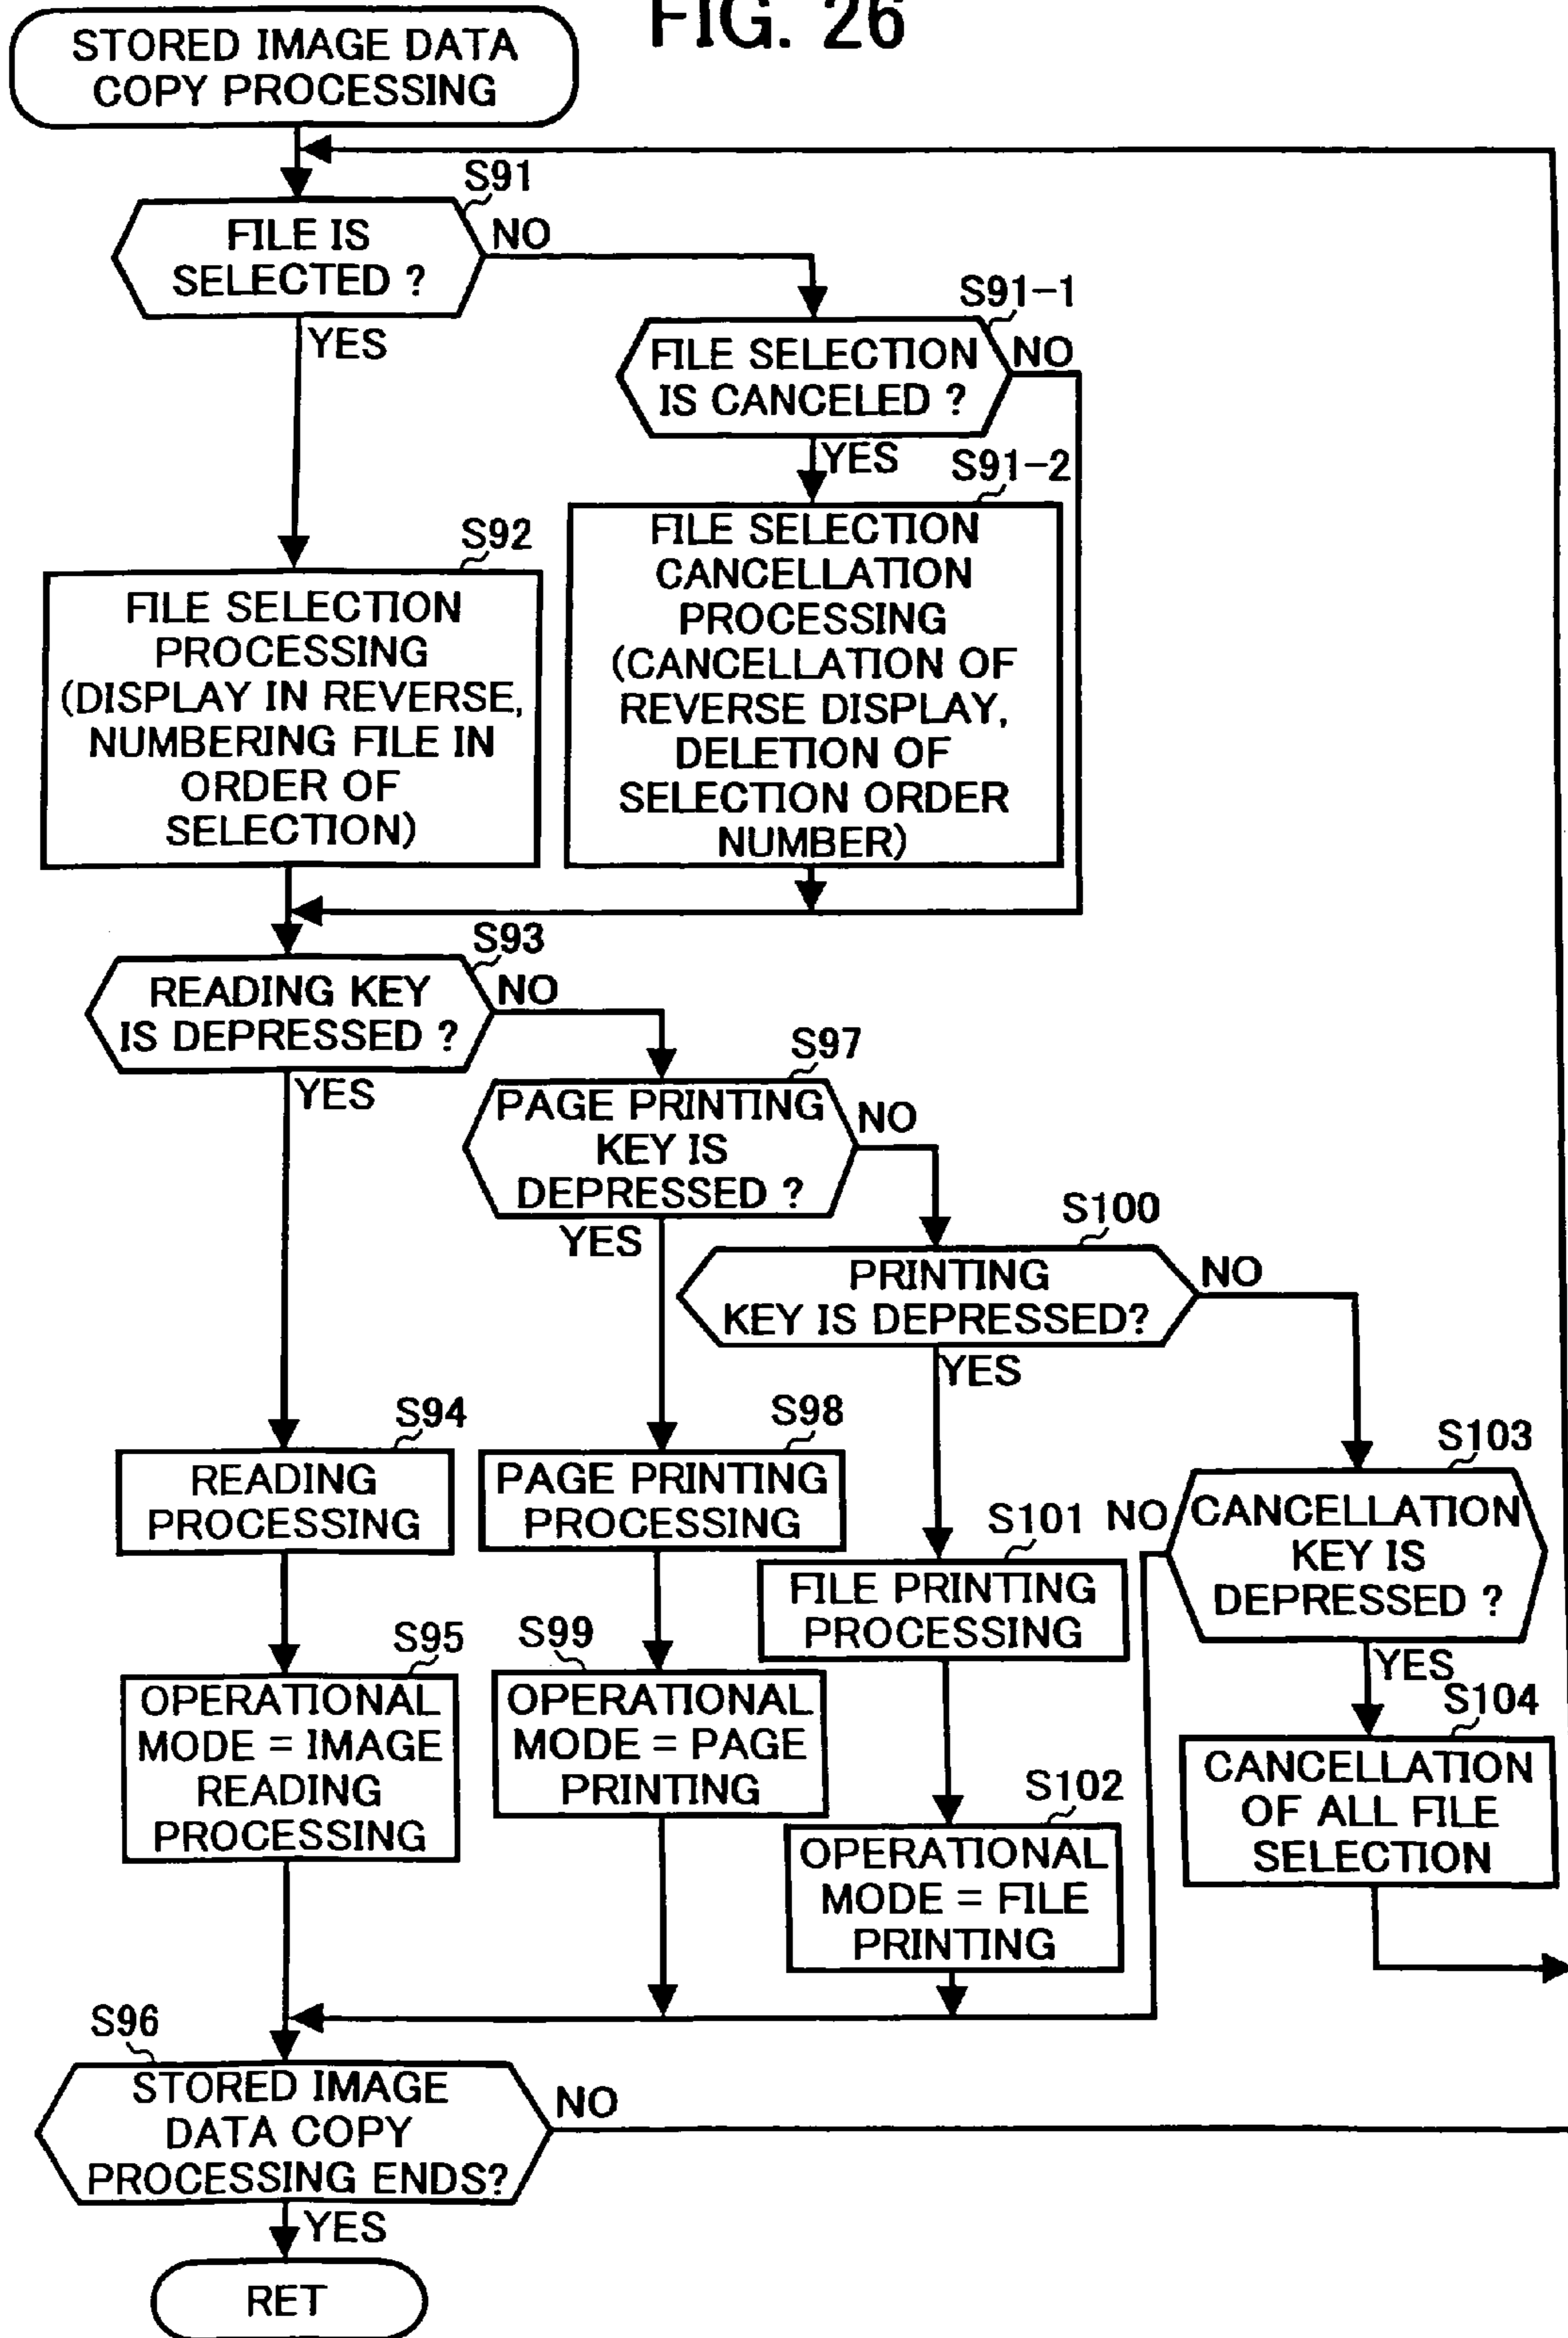 FIG. 26
STORED IMAGE DATA
COPY PROCESSING
S91
FILE IS
SELECTED ?
NO
YES
S91-1
FILE SELECTION
IS CANCELED ?
NO
YES
S91-2
FILE SELECTION
CANCELLATION
PROCESSING
(CANCELLATION OF
REVERSE DISPLAY,
DELETION OF
SELECTION ORDER
NUMBER)
S92
FILE SELECTION
PROCESSING
(DISPLAY IN REVERSE,
NUMBERING FILE IN
ORDER OF
SELECTION)
S93
READING KEY
IS DEPRESSED ?
NO
YES
S97
PAGE PRINTING
KEY IS
DEPRESSED ?
NO
YES
S100
PRINTING
KEY IS DEPRESSED?
NO
YES
S94
READING
PROCESSING
S98
PAGE PRINTING
PROCESSING
S101
FILE PRINTING
PROCESSING
S103
NO
CANCELLATION
KEY IS
DEPRESSED ?
YES
S95
OPERATIONAL
MODE = IMAGE
READING
PROCESSING
S99
OPERATIONAL
MODE = PAGE
PRINTING
S102
OPERATIONAL
MODE = FILE
PRINTING
S104
CANCELLATION
OF ALL FILE
SELECTION
S96
STORED IMAGE
DATA COPY
PROCESSING ENDS?
NO
YES
RET